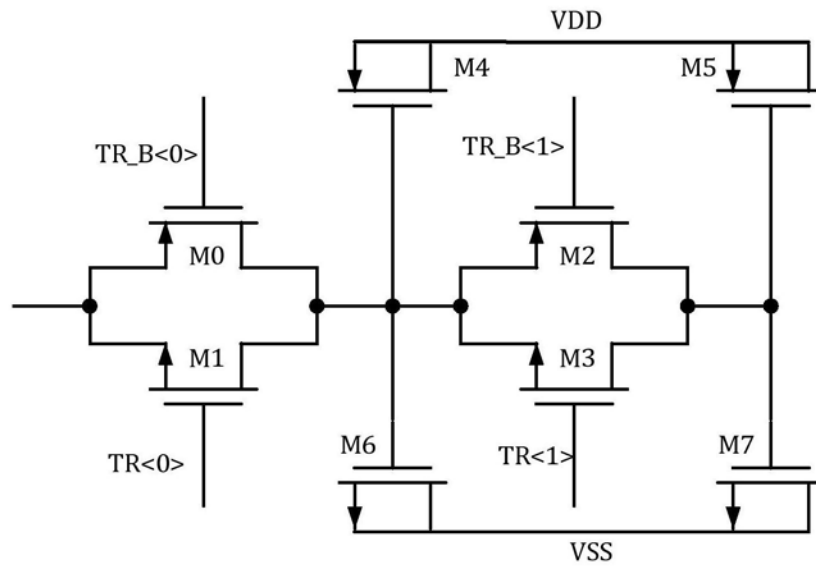 VDD
M4
M5
TR_B<0>
TR_B<1>
M0
M2
M1
M3
M6
M7
TR<0>
TR<1>
VSS